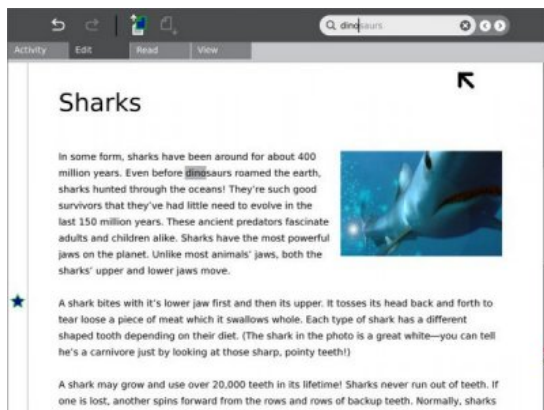 dinosaurs
Activity
Edit
Read
View
Sharks
In some form, sharks have been around for about 400
million years. Even before dinosaurs roamed the earth,
sharks hunted through the oceans! They're such good
survivors that they've had little need to evolve in the
last 150 million years. These ancient predators fascinate
adults and children alike. Sharks have the most powerful
jaws on the planet. Unlike most animals' jaws, both the
sharks' upper and lower jaws move.
A shark bites with it's lower jaw first and then its upper. It tosses its head back and forth to
tear loose a piece of meat which it swallows whole. Each type of shark has a different
shaped tooth depending on their diet. (The shark in the photo is a great white—you can tell
he's a carnivore just by looking at those sharp, pointy teeth!)
A shark may grow and use over 20,000 teeth in its lifetime! Sharks never run out of teeth. If
one is lost, another spins forward from the rows and rows of backup teeth. Normally, sharks